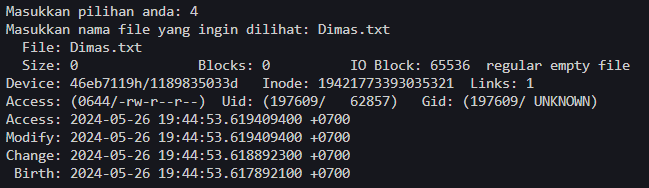 Masukkan pilihan anda: 4
Masukkan nama file yang ingin dilihat: Dimas.txt
  File: Dimas.txt
  Size: 0               Blocks: 0          IO Block: 65536  regular empty file
Device: 46eb7119h/1189835033d   Inode: 19421773393035321  Links: 1
Access: (0644/-rw-r--r--)  Uid: (197609/   62857)   Gid: (197609/ UNKNOWN)
Access: 2024-05-26 19:44:53.619409400 +0700
Modify: 2024-05-26 19:44:53.619409400 +0700
Change: 2024-05-26 19:44:53.618892300 +0700
 Birth: 2024-05-26 19:44:53.617892100 +0700